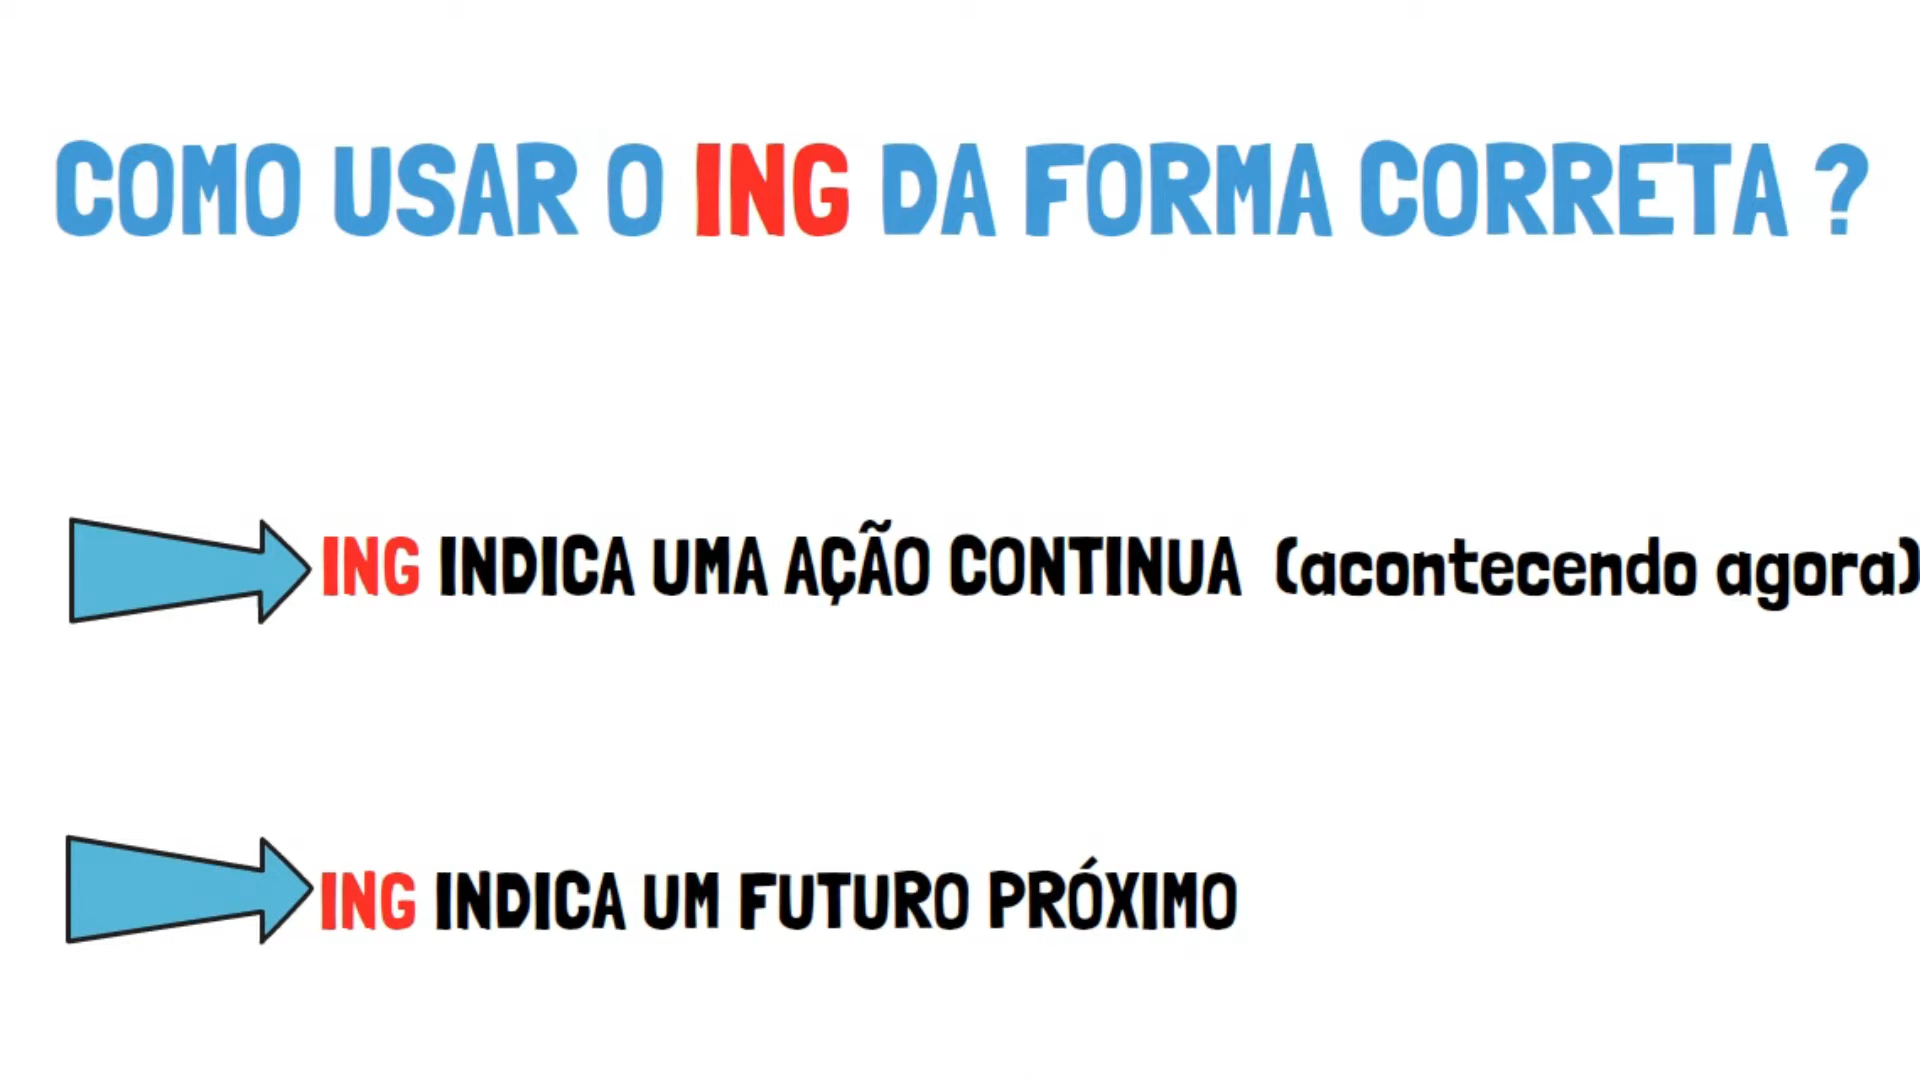 COMO USAR O ING DA FORMA CORRETA ?
ING INDICA UMA AÇÃO CONTINUA (acontecendo agora)
ING INDICA UM FUTURO PRÓXIMO